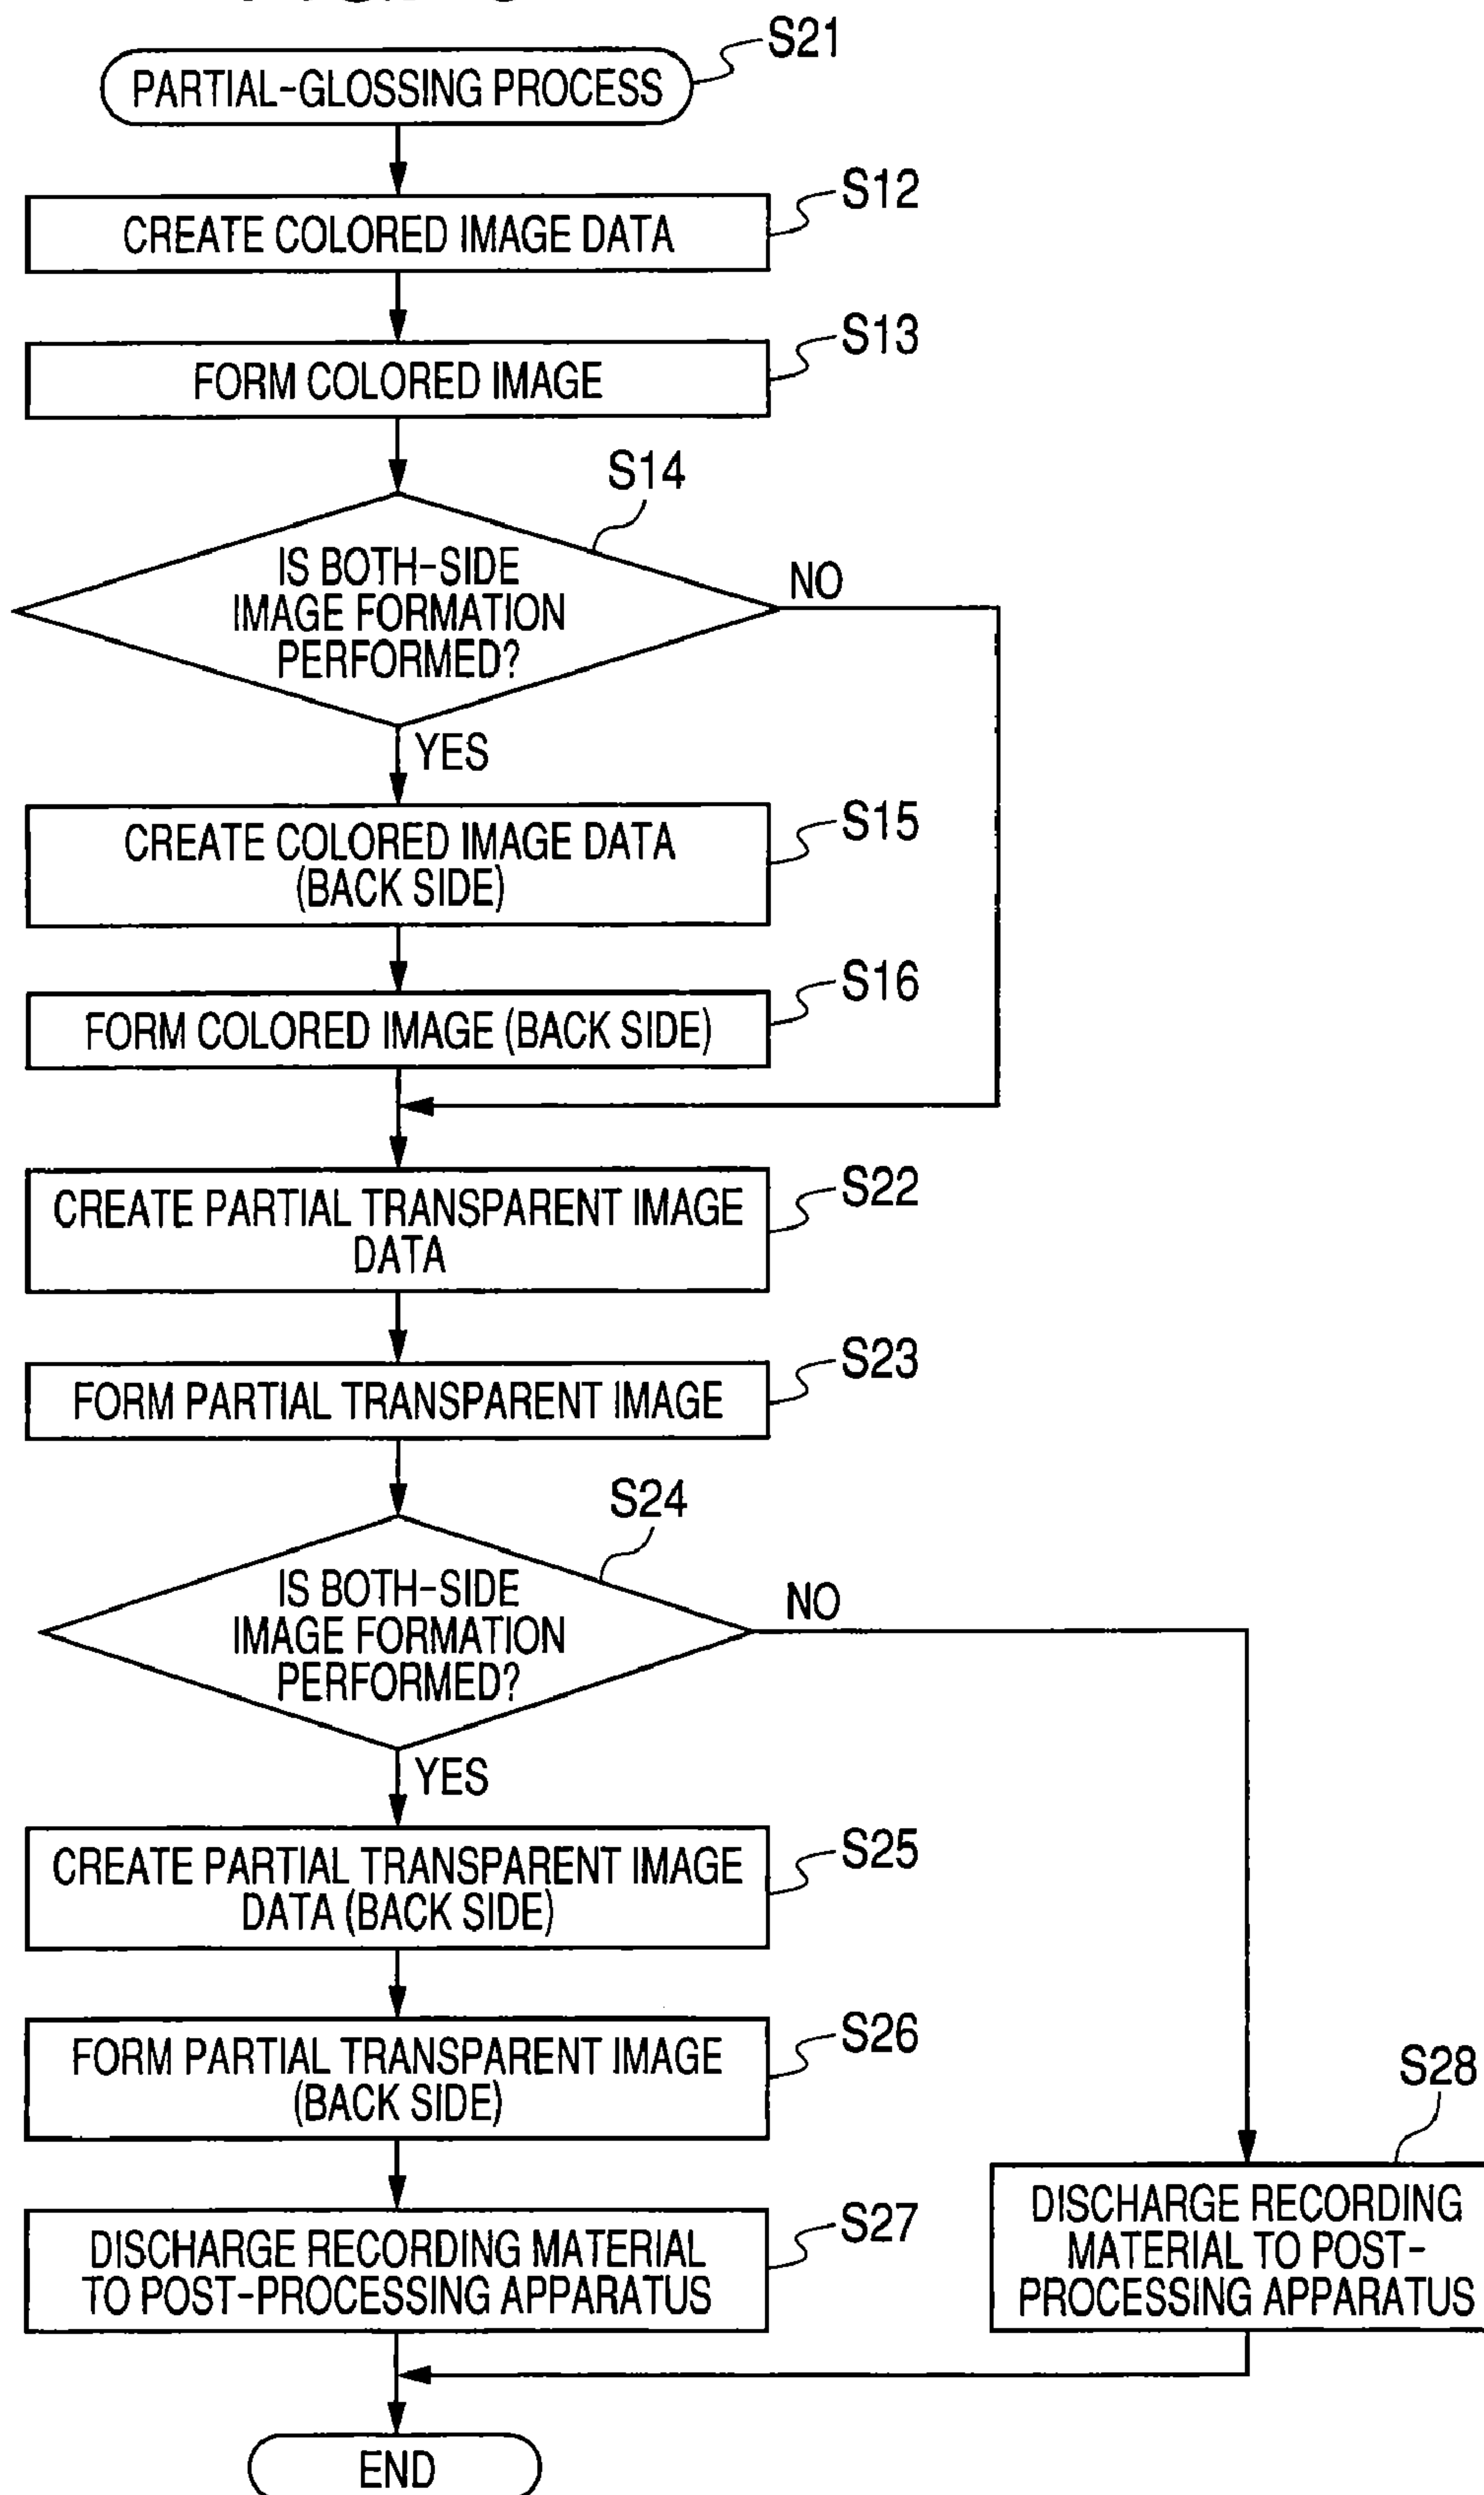 S21
PARTIAL-GLOSSING PROCESS
S12
CREATE COLORED IMAGE DATA
S13
FORM COLORED IMAGE
S14
IS BOTH-SIDE
IMAGE FORMATION
PERFORMED?
NO
YES
S15
CREATE COLORED IMAGE DATA
(BACK SIDE)
S16
FORM COLORED IMAGE (BACK SIDE)
S22
CREATE PARTIAL TRANSPARENT IMAGE
DATA
S23
FORM PARTIAL TRANSPARENT IMAGE
S24
IS BOTH-SIDE
IMAGE FORMATION
PERFORMED?
NO
YES
S25
CREATE PARTIAL TRANSPARENT IMAGE
DATA (BACK SIDE)
S26
FORM PARTIAL TRANSPARENT IMAGE
(BACK SIDE)
S27
DISCHARGE RECORDING MATERIAL
TO POST-PROCESSING APPARATUS
S28
DISCHARGE RECORDING
MATERIAL TO POST-
PROCESSING APPARATUS
END